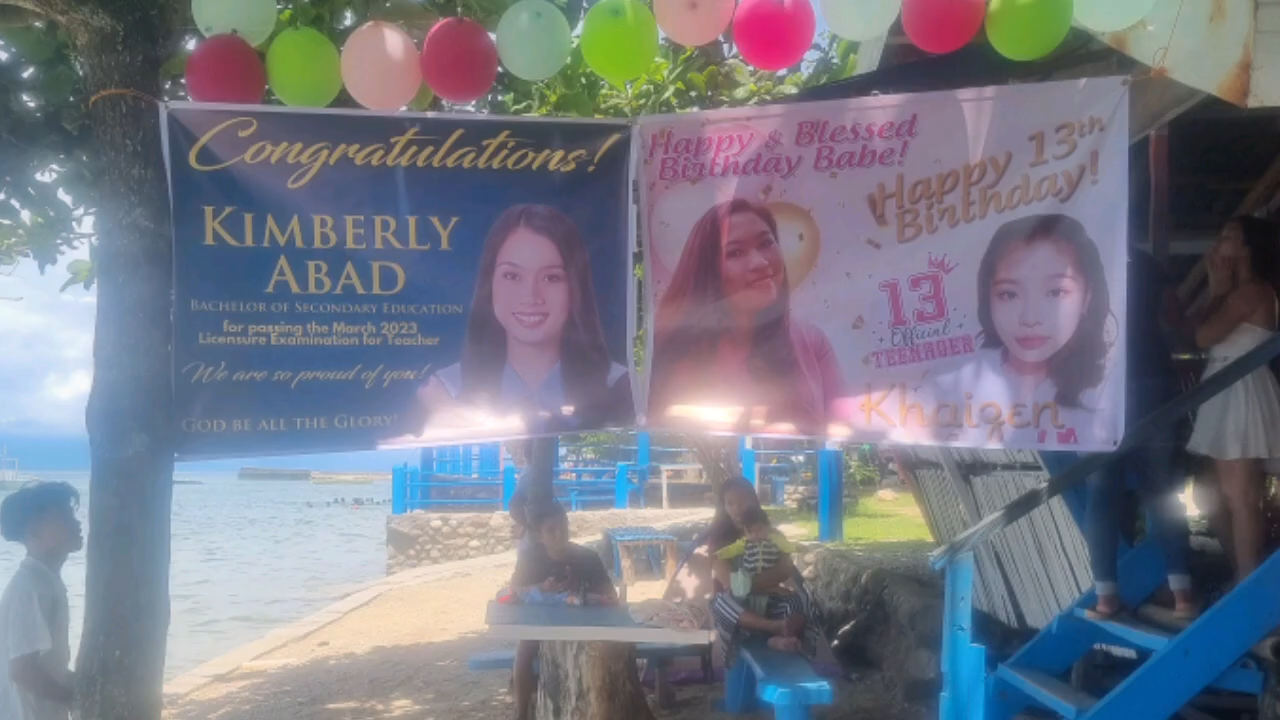 Congratulations!
KIMBERLY
ABAD
BACHELOR OF SECONDARY EDUCATION
for passing the March 2023
Licensure Examination for Teacher
We are so proud of you!
GOD BE ALL THE GLORY!
Happy & Blessed
Birthday Babe!
Happy 13th
Birthday!
13
Official
TEENAGER
Khaigen